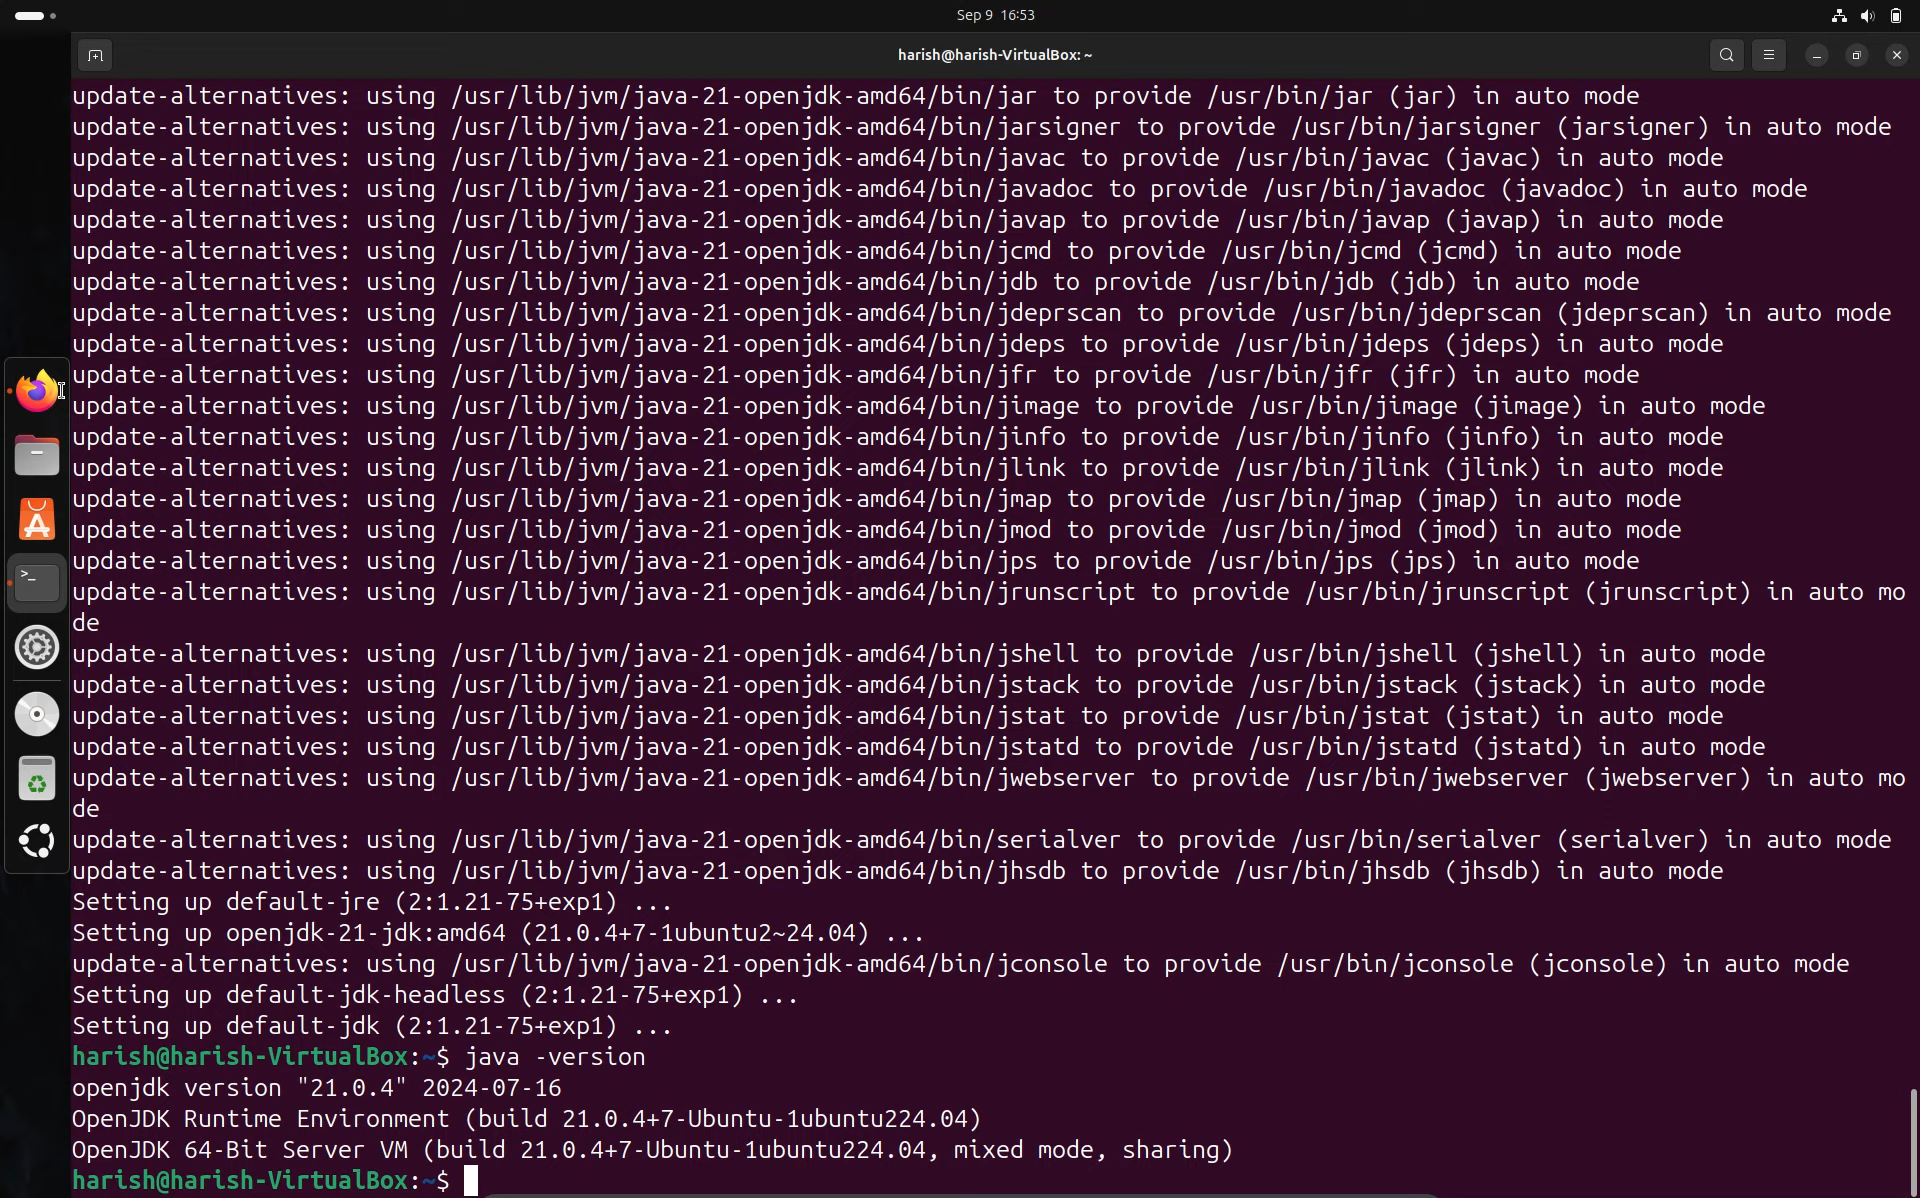 Sep 9 16:53
harish@harish-VirtualBox: ~
update-alternatives: using /usr/lib/jvm/java-21-openjdk-amd64/bin/jar to provide /usr/bin/jar (jar) in auto mode
update-alternatives: using /usr/lib/jvm/java-21-openjdk-amd64/bin/jarsigner to provide /usr/bin/jarsigner (jarsigner) in auto mode
update-alternatives: using /usr/lib/jvm/java-21-openjdk-amd64/bin/javac to provide /usr/bin/javac (javac) in auto mode
update-alternatives: using /usr/lib/jvm/java-21-openjdk-amd64/bin/javadoc to provide /usr/bin/javadoc (javadoc) in auto mode
update-alternatives: using /usr/lib/jvm/java-21-openjdk-amd64/bin/javap to provide /usr/bin/javap (javap) in auto mode
update-alternatives: using /usr/lib/jvm/java-21-openjdk-amd64/bin/jcmd to provide /usr/bin/jcmd (jcmd) in auto mode
update-alternatives: using /usr/lib/jvm/java-21-openjdk-amd64/bin/jdb to provide /usr/bin/jdb (jdb) in auto mode
update-alternatives: using /usr/lib/jvm/java-21-openjdk-amd64/bin/jdeprscan to provide /usr/bin/jdeprscan (jdeprscan) in auto mode
update-alternatives: using /usr/lib/jvm/java-21-openjdk-amd64/bin/jdeps to provide /usr/bin/jdeps (jdeps) in auto mode
update-alternatives: using /usr/lib/jvm/java-21-openjdk-amd64/bin/jfr to provide /usr/bin/jfr (jfr) in auto mode
update-alternatives: using /usr/lib/jvm/java-21-openjdk-amd64/bin/jimage to provide /usr/bin/jimage (jimage) in auto mode
update-alternatives: using /usr/lib/jvm/java-21-openjdk-amd64/bin/jinfo to provide /usr/bin/jinfo (jinfo) in auto mode
update-alternatives: using /usr/lib/jvm/java-21-openjdk-amd64/bin/jlink to provide /usr/bin/jlink (jlink) in auto mode
update-alternatives: using /usr/lib/jvm/java-21-openjdk-amd64/bin/jmap to provide /usr/bin/jmap (jmap) in auto mode
update-alternatives: using /usr/lib/jvm/java-21-openjdk-amd64/bin/jmod to provide /usr/bin/jmod (jmod) in auto mode
update-alternatives: using /usr/lib/jvm/java-21-openjdk-amd64/bin/jps to provide /usr/bin/jps (jps) in auto mode
update-alternatives: using /usr/lib/jvm/java-21-openjdk-amd64/bin/jrunscript to provide /usr/bin/jrunscript (jrunscript) in auto mo
de
update-alternatives: using /usr/lib/jvm/java-21-openjdk-amd64/bin/jshell to provide /usr/bin/jshell (jshell) in auto mode
update-alternatives: using /usr/lib/jvm/java-21-openjdk-amd64/bin/jstack to provide /usr/bin/jstack (jstack) in auto mode
update-alternatives: using /usr/lib/jvm/java-21-openjdk-amd64/bin/jstat to provide /usr/bin/jstat (jstat) in auto mode
update-alternatives: using /usr/lib/jvm/java-21-openjdk-amd64/bin/jstatd to provide /usr/bin/jstatd (jstatd) in auto mode
update-alternatives: using /usr/lib/jvm/java-21-openjdk-amd64/bin/jwebserver to provide /usr/bin/jwebserver (jwebserver) in auto mo
de
update-alternatives: using /usr/lib/jvm/java-21-openjdk-amd64/bin/serialver to provide /usr/bin/serialver (serialver) in auto mode
update-alternatives: using /usr/lib/jvm/java-21-openjdk-amd64/bin/jhsdb to provide /usr/bin/jhsdb (jhsdb) in auto mode
Setting up default-jre (2:1.21-75+exp1) ...
Setting up openjdk-21-jdk:amd64 (21.0.4+7-1ubuntu2~24.04) ...
update-alternatives: using /usr/lib/jvm/java-21-openjdk-amd64/bin/jconsole to provide /usr/bin/jconsole (jconsole) in auto mode
Setting up default-jdk-headless (2:1.21-75+exp1) ...
Setting up default-jdk (2:1.21-75+exp1) ...
harish@harish-VirtualBox:~$ java -version
openjdk version "21.0.4" 2024-07-16
OpenJDK Runtime Environment (build 21.0.4+7-Ubuntu-1ubuntu224.04)
OpenJDK 64-Bit Server VM (build 21.0.4+7-Ubuntu-1ubuntu224.04, mixed mode, sharing)
harish@harish-VirtualBox:~$